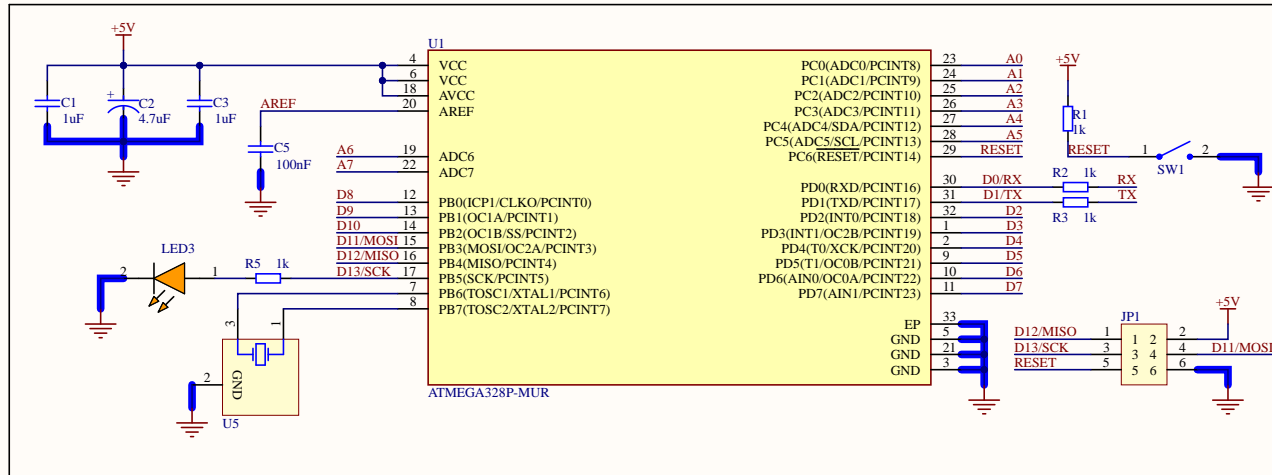 +5V
C1
1uF
+
C2
4.7uF
C3
1uF
AREF
C5
100nF
A6
A7
D8
D9
D10
D11/MOSI
D12/MISO
D13/SCK
LED3
2
1
R5 1k
3
1
2
GND
U5
U1
4 VCC
6 VCC
18 AVCC
20 AREF
19 ADC6
22 ADC7
12 PB0(ICP1/CLKO/PCINT0)
13 PB1(OC1A/PCINT1)
14 PB2(OC1B/SS/PCINT2)
15 PB3(MOSI/OC2A/PCINT3)
16 PB4(MISO/PCINT4)
17 PB5(SCK/PCINT5)
7 PB6(TOSC1/XTAL1/PCINT6)
8 PB7(TOSC2/XTAL2/PCINT7)
PC0(ADC0/PCINT8) 23 A0
PC1(ADC1/PCINT9) 24 A1
PC2(ADC2/PCINT10) 25 A2
PC3(ADC3/PCINT11) 26 A3
PC4(ADC4/SDA/PCINT12) 27 A4
PC5(ADC5/SCL/PCINT13) 28 A5
PC6(RESET/PCINT14) 29 RESET
PD0(RXD/PCINT16) 30 D0/RX
PD1(TXD/PCINT17) 31 D1/TX
PD2(INT0/PCINT18) 32 D2
PD3(INT1/OC2B/PCINT19) 1 D3
PD4(T0/XCK/PCINT20) 2 D4
PD5(T1/OC0B/PCINT21) 9 D5
PD6(AIN0/OC0A/PCINT22) 10 D6
PD7(AIN1/PCINT23) 11 D7
EP 33
GND 5
GND 21
GND 3
ATMEGA328P-MUR
+5V
R1
1k
RESET
1
2
SW1
R2 1k RX
TX
R3 1k
+5V
JP1
D12/MISO 1 1 2 2
D13/SCK 3 3 4 4 D11/MOSI
RESET 5 5 6 6